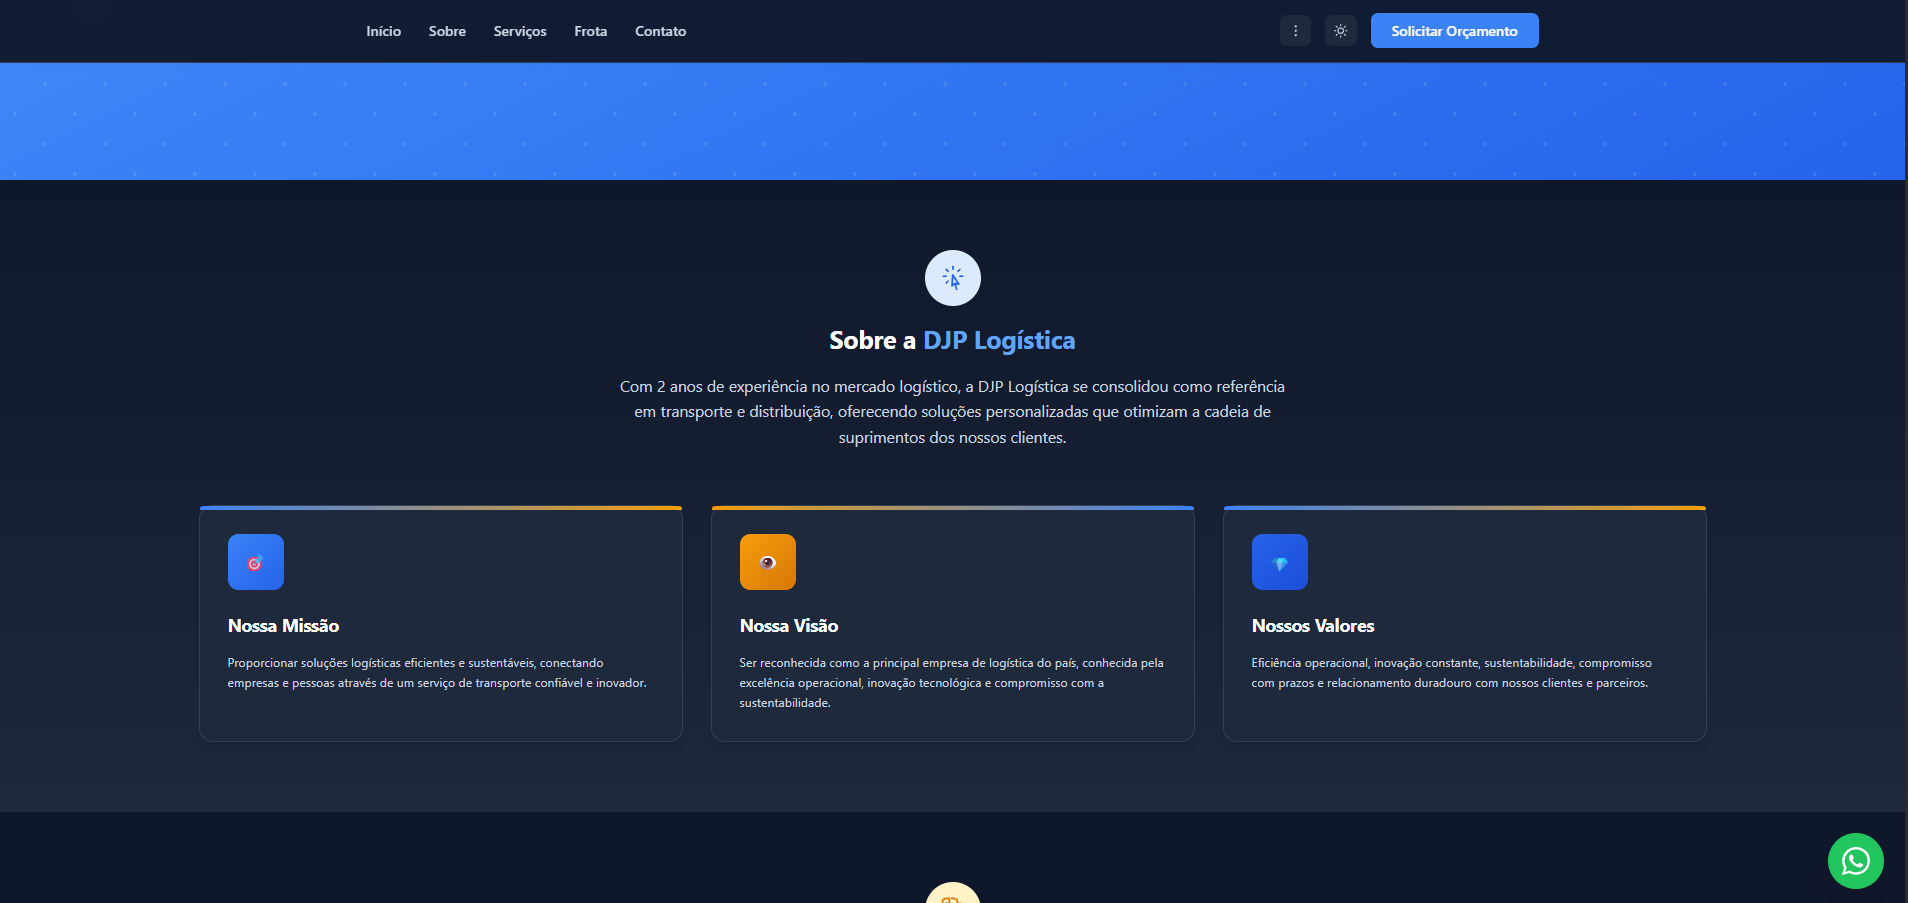 Início Sobre Serviços Frota Contato Solicitar Orçamento
Sobre a DJP Logística
Com 2 anos de experiência no mercado logístico, a DJP Logística se consolidou como referência
em transporte e distribuição, oferecendo soluções personalizadas que otimizam a cadeia de
suprimentos dos nossos clientes.
Nossa Missão
Proporcionar soluções logísticas eficientes e sustentáveis, conectando
empresas e pessoas através de um serviço de transporte confiável e inovador.
Nossa Visão
Ser reconhecida como a principal empresa de logística do país, conhecida pela
excelência operacional, inovação tecnológica e compromisso com a
sustentabilidade.
Nossos Valores
Eficiência operacional, inovação constante, sustentabilidade, compromisso
com prazos e relacionamento duradouro com nossos clientes e parceiros.